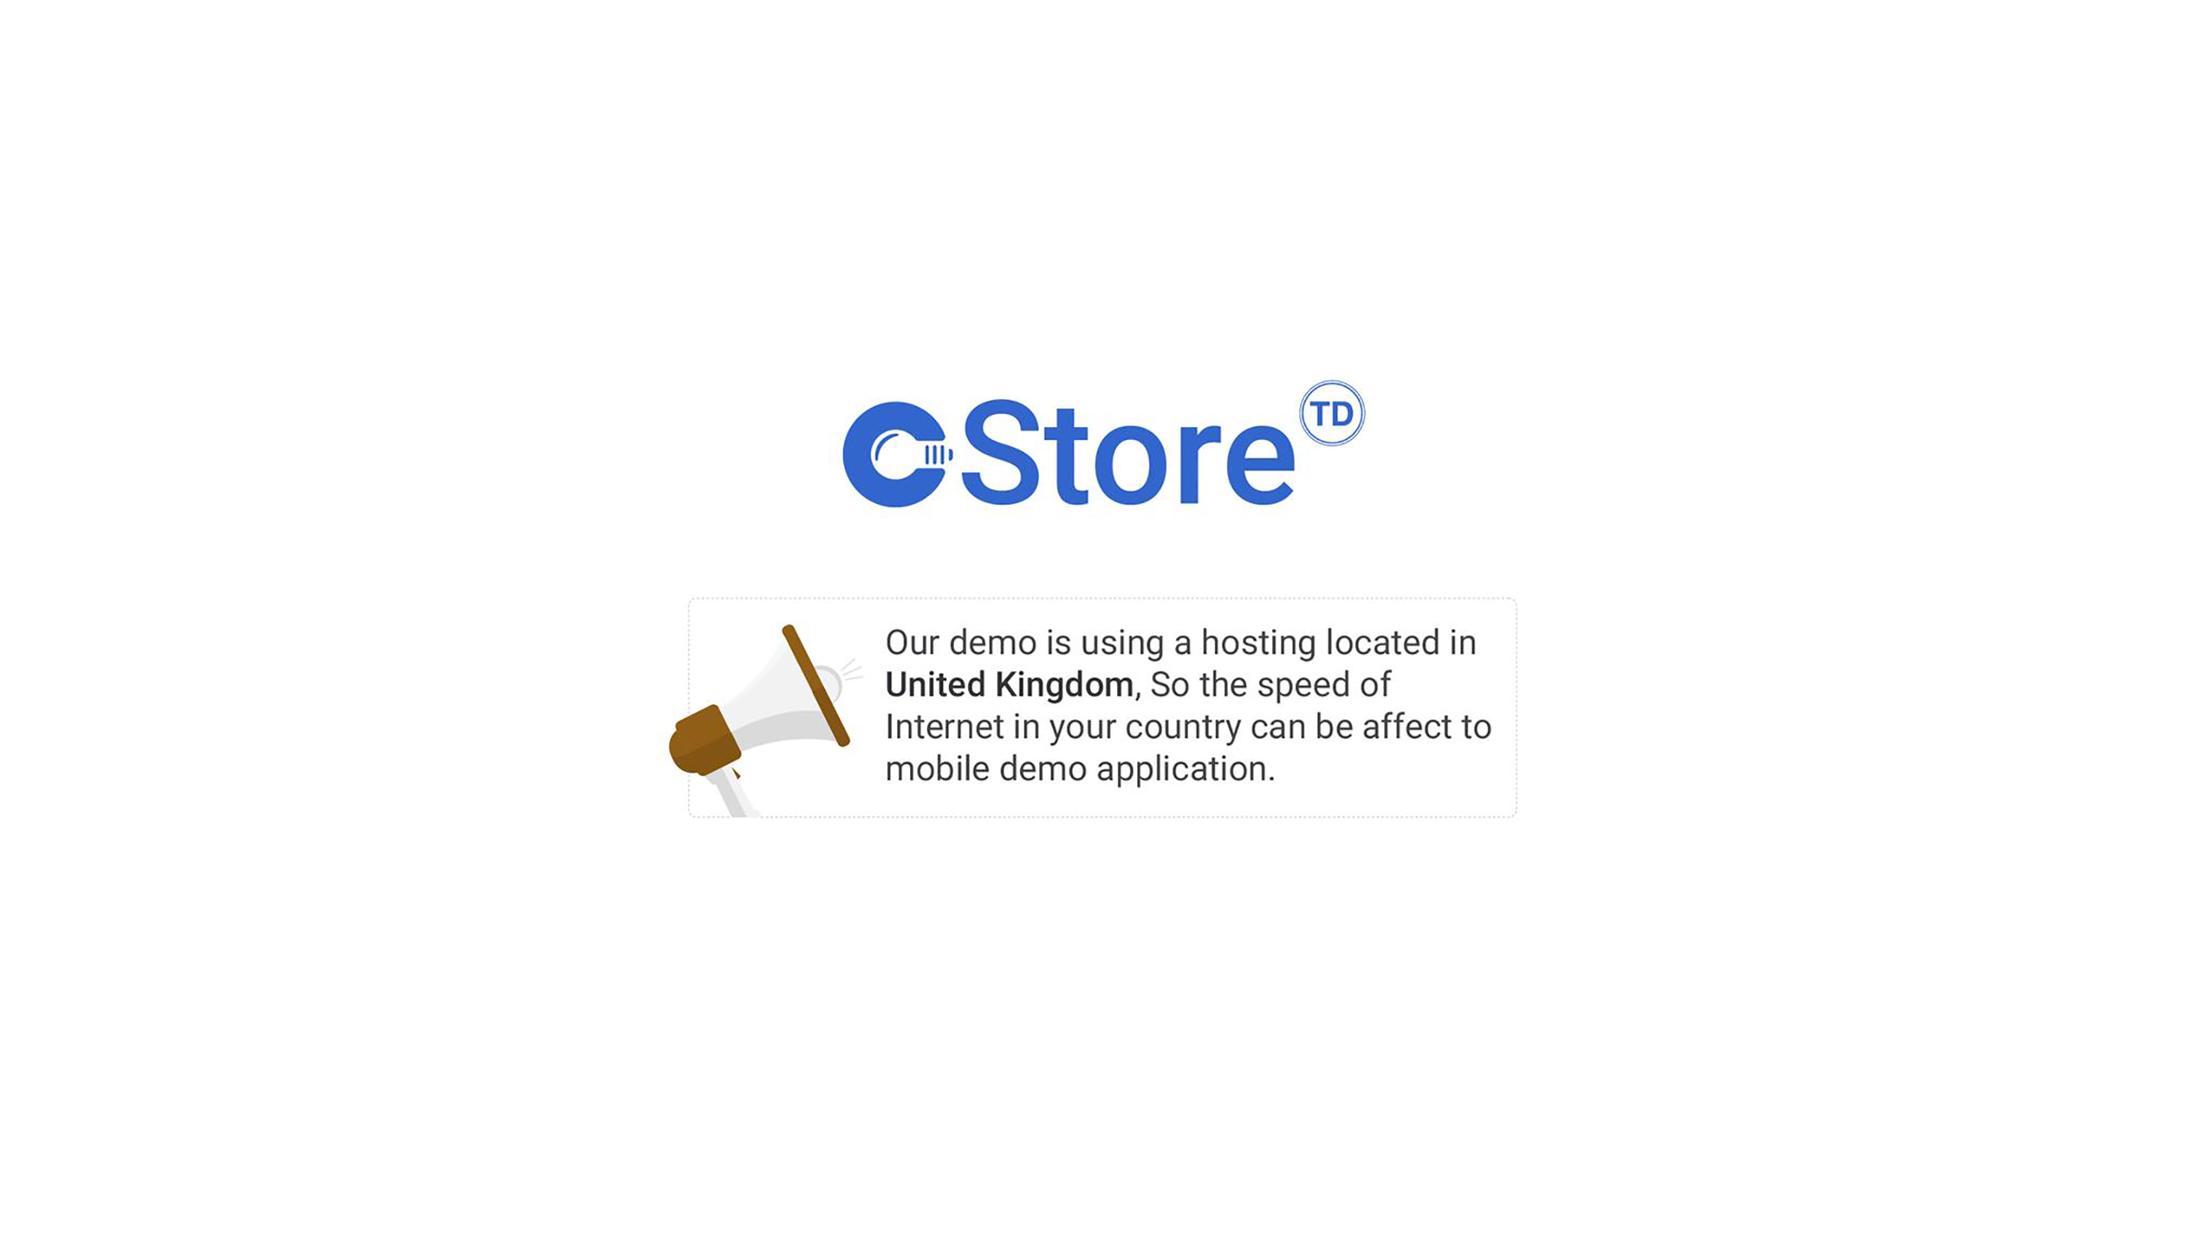 CStore TD
Our demo is using a hosting located in
United Kingdom, So the speed of
Internet in your country can be affect to
mobile demo application.